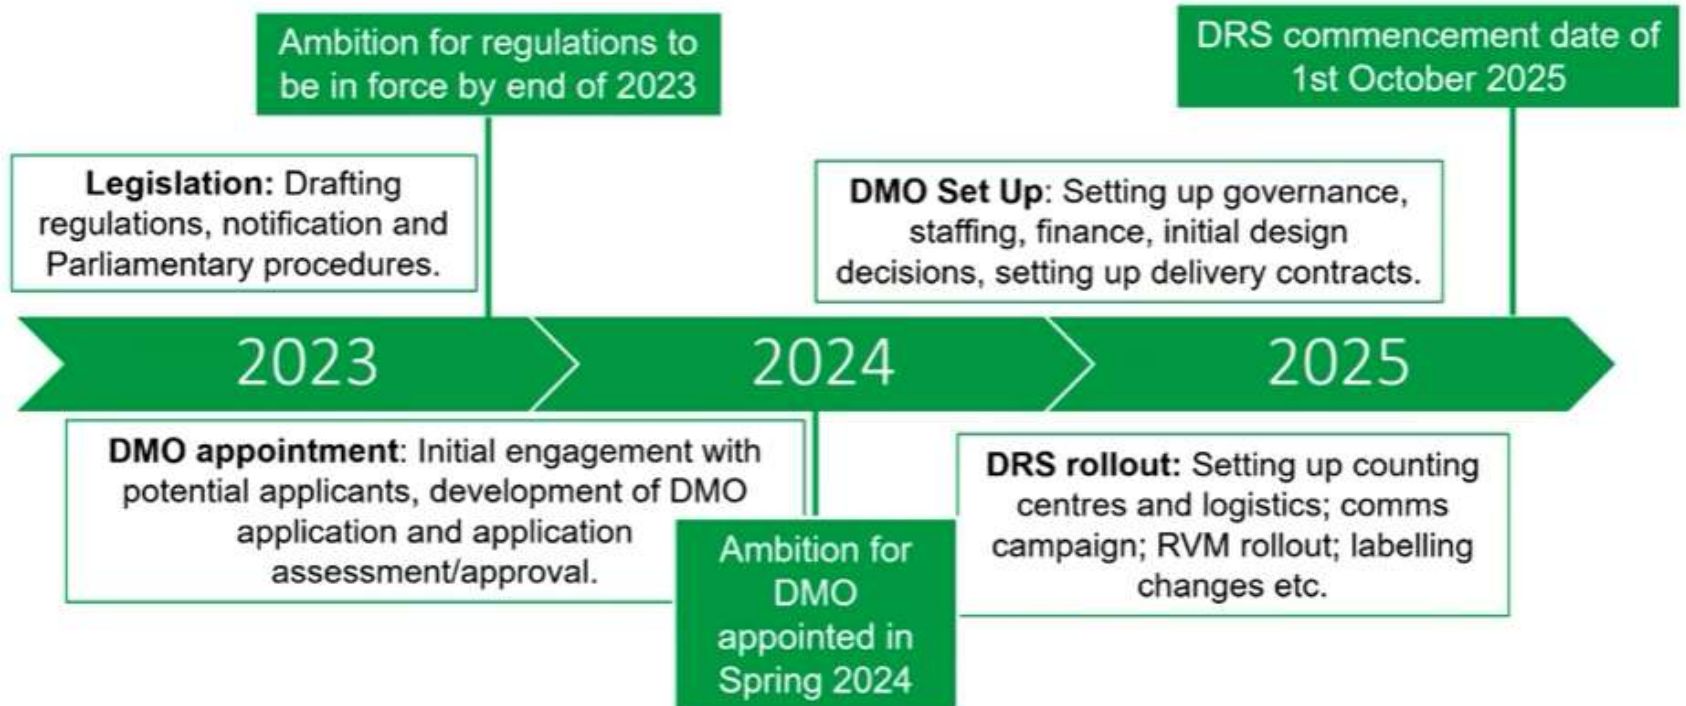 Ambition for regulations to
be in force by end of 2023
DRS commencement date of
1st October 2025
Legislation: Drafting
regulations, notification and
Parliamentary procedures.
DMO Set Up: Setting up governance,
staffing, finance, initial design
decisions, setting up delivery contracts.
2023
2024
2025
DMO appointment: Initial engagement with
potential applicants, development of DMO
application and application
assessment/approval.
Ambition for
DMO
appointed in
Spring 2024
DRS rollout: Setting up counting
centres and logistics; comms
campaign; RVM rollout; labelling
changes etc.